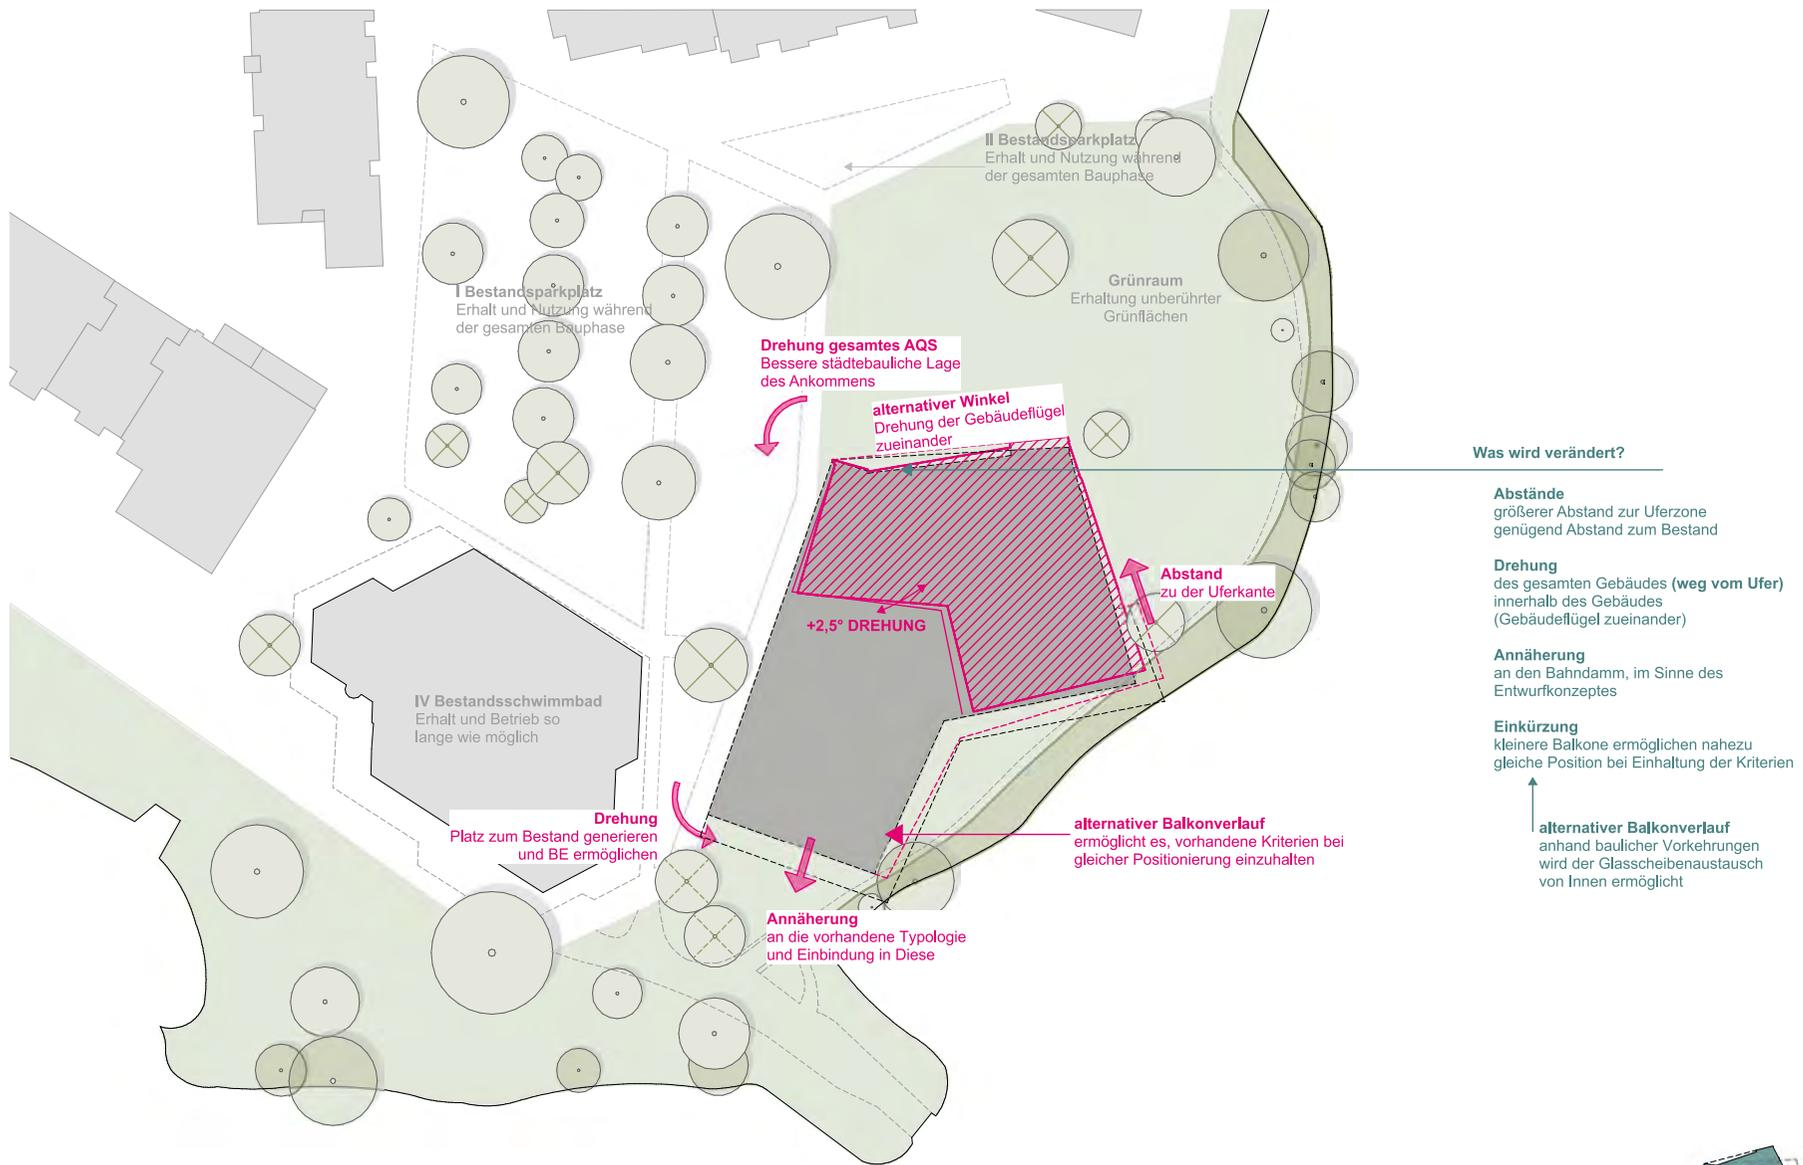 II Bestandsparkplatz
Erhalt und Nutzung während
der gesamten Bauphase
Grünraum
Erhaltung unberührter
Grünflächen
I Bestandsparkplatz
Erhalt und Nutzung während
der gesamten Bauphase
Drehung gesamtes AQS
Bessere städtebauliche Lage
des Ankommens
alternativer Winkel
Drehung der Gebäudeflügel
zueinander
Was wird verändert?
Abstände
größerer Abstand zur Uferzone
genügend Abstand zum Bestand
Drehung
des gesamten Gebäudes (weg vom Ufer)
innerhalb des Gebäudes
(Gebäudeflügel zueinander)
Annäherung
an den Bahndamm, im Sinne des
Entwurfkonzeptes
Einkürzung
kleinere Balkone ermöglichen nahezu
gleiche Position bei Einhaltung der Kriterien
alternativer Balkonverlauf
anhand baulicher Vorkehrungen
wird der Glasscheibenaustausch
von Innen ermöglicht
Abstand
zu der Uferkante
+2,5° DREHUNG
IV Bestandsschwimmbad
Erhalt und Betrieb so
lange wie möglich
Drehung
Platz zum Bestand generieren
und BE ermöglichen
alternativer Balkonverlauf
ermöglicht es, vorhandene Kriterien bei
gleicher Positionierung einzuhalten
Annäherung
an die vorhandene Typologie
und Einbindung in Diese